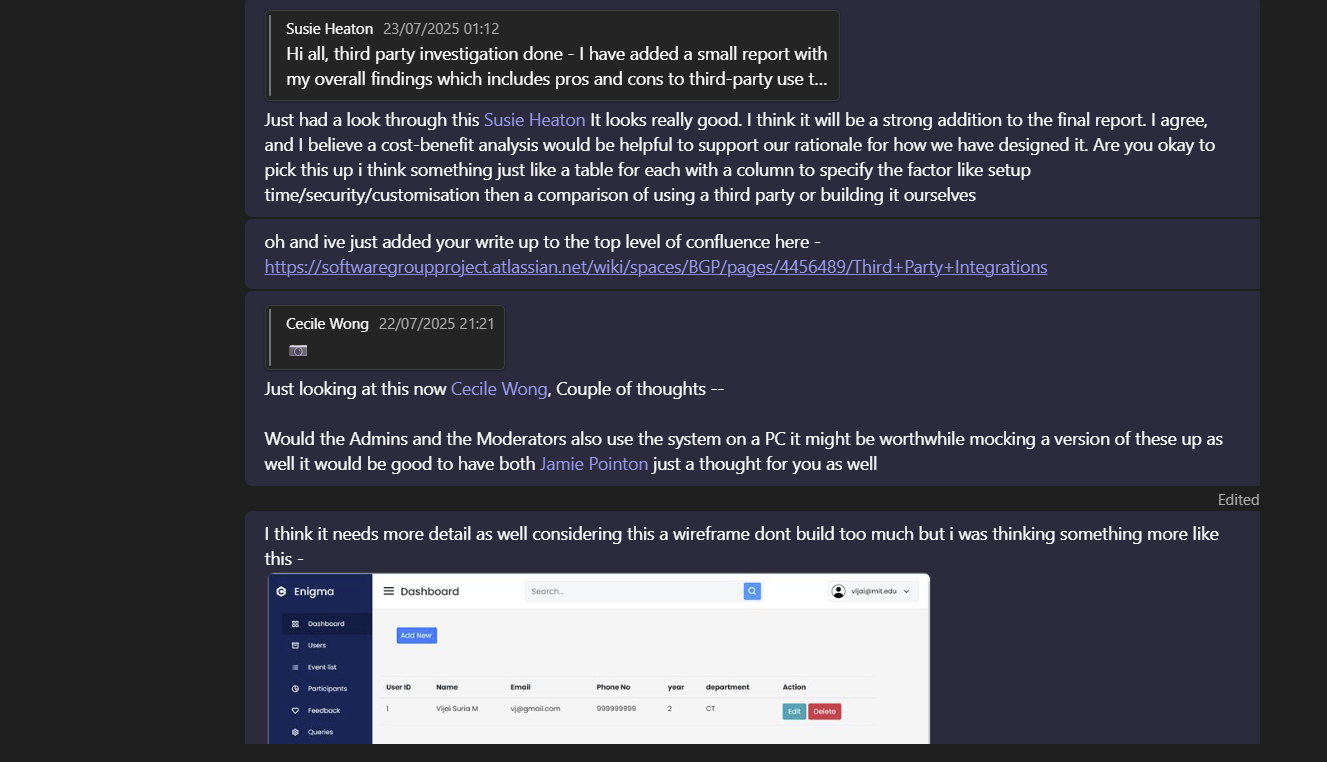 Susie Heaton 23/07/2025 01:12
Hi all, third party investigation done - I have added a small report with
my overall findings which includes pros and cons to third-party use t...
Just had a look through this Susie Heaton It looks really good. I think it will be a strong addition to the final report. I agree,
and I believe a cost-benefit analysis would be helpful to support our rationale for how we have designed it. Are you okay to
pick this up i think something just like a table for each with a column to specify the factor like setup
time/security/customisation then a comparison of using a third party or building it ourselves
oh and ive just added your write up to the top level of confluence here -
https://softwaregroupproject.atlassian.net/wiki/spaces/BGP/pages/4456489/Third+Party+Integrations
Cecile Wong 22/07/2025 21:21
Just looking at this now Cecile Wong, Couple of thoughts --
Would the Admins and the Moderators also use the system on a PC it might be worthwhile mocking a version of these up as
well it would be good to have both Jamie Pointon just a thought for you as well
Edited
I think it needs more detail as well considering this a wireframe dont build too much but i was thinking something more like
this -
Enigma
Dashboard
Search...
vijai@mit.edu
Dashboard
Users
Event list
Participants
Feedback
Queries
Add New
User ID Name Email Phone No year department Action
1 Vijai Suria M vj@gmail.com 999999999 2 CT Edit Delete